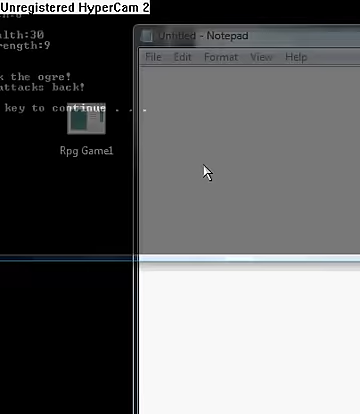 Unregistered HyperCam 2
alth:30
rength:9
Untitled - Notepad
File Edit Format View Help
k the ogre!
attacks back!
key to continue . . .
Rpg Game1